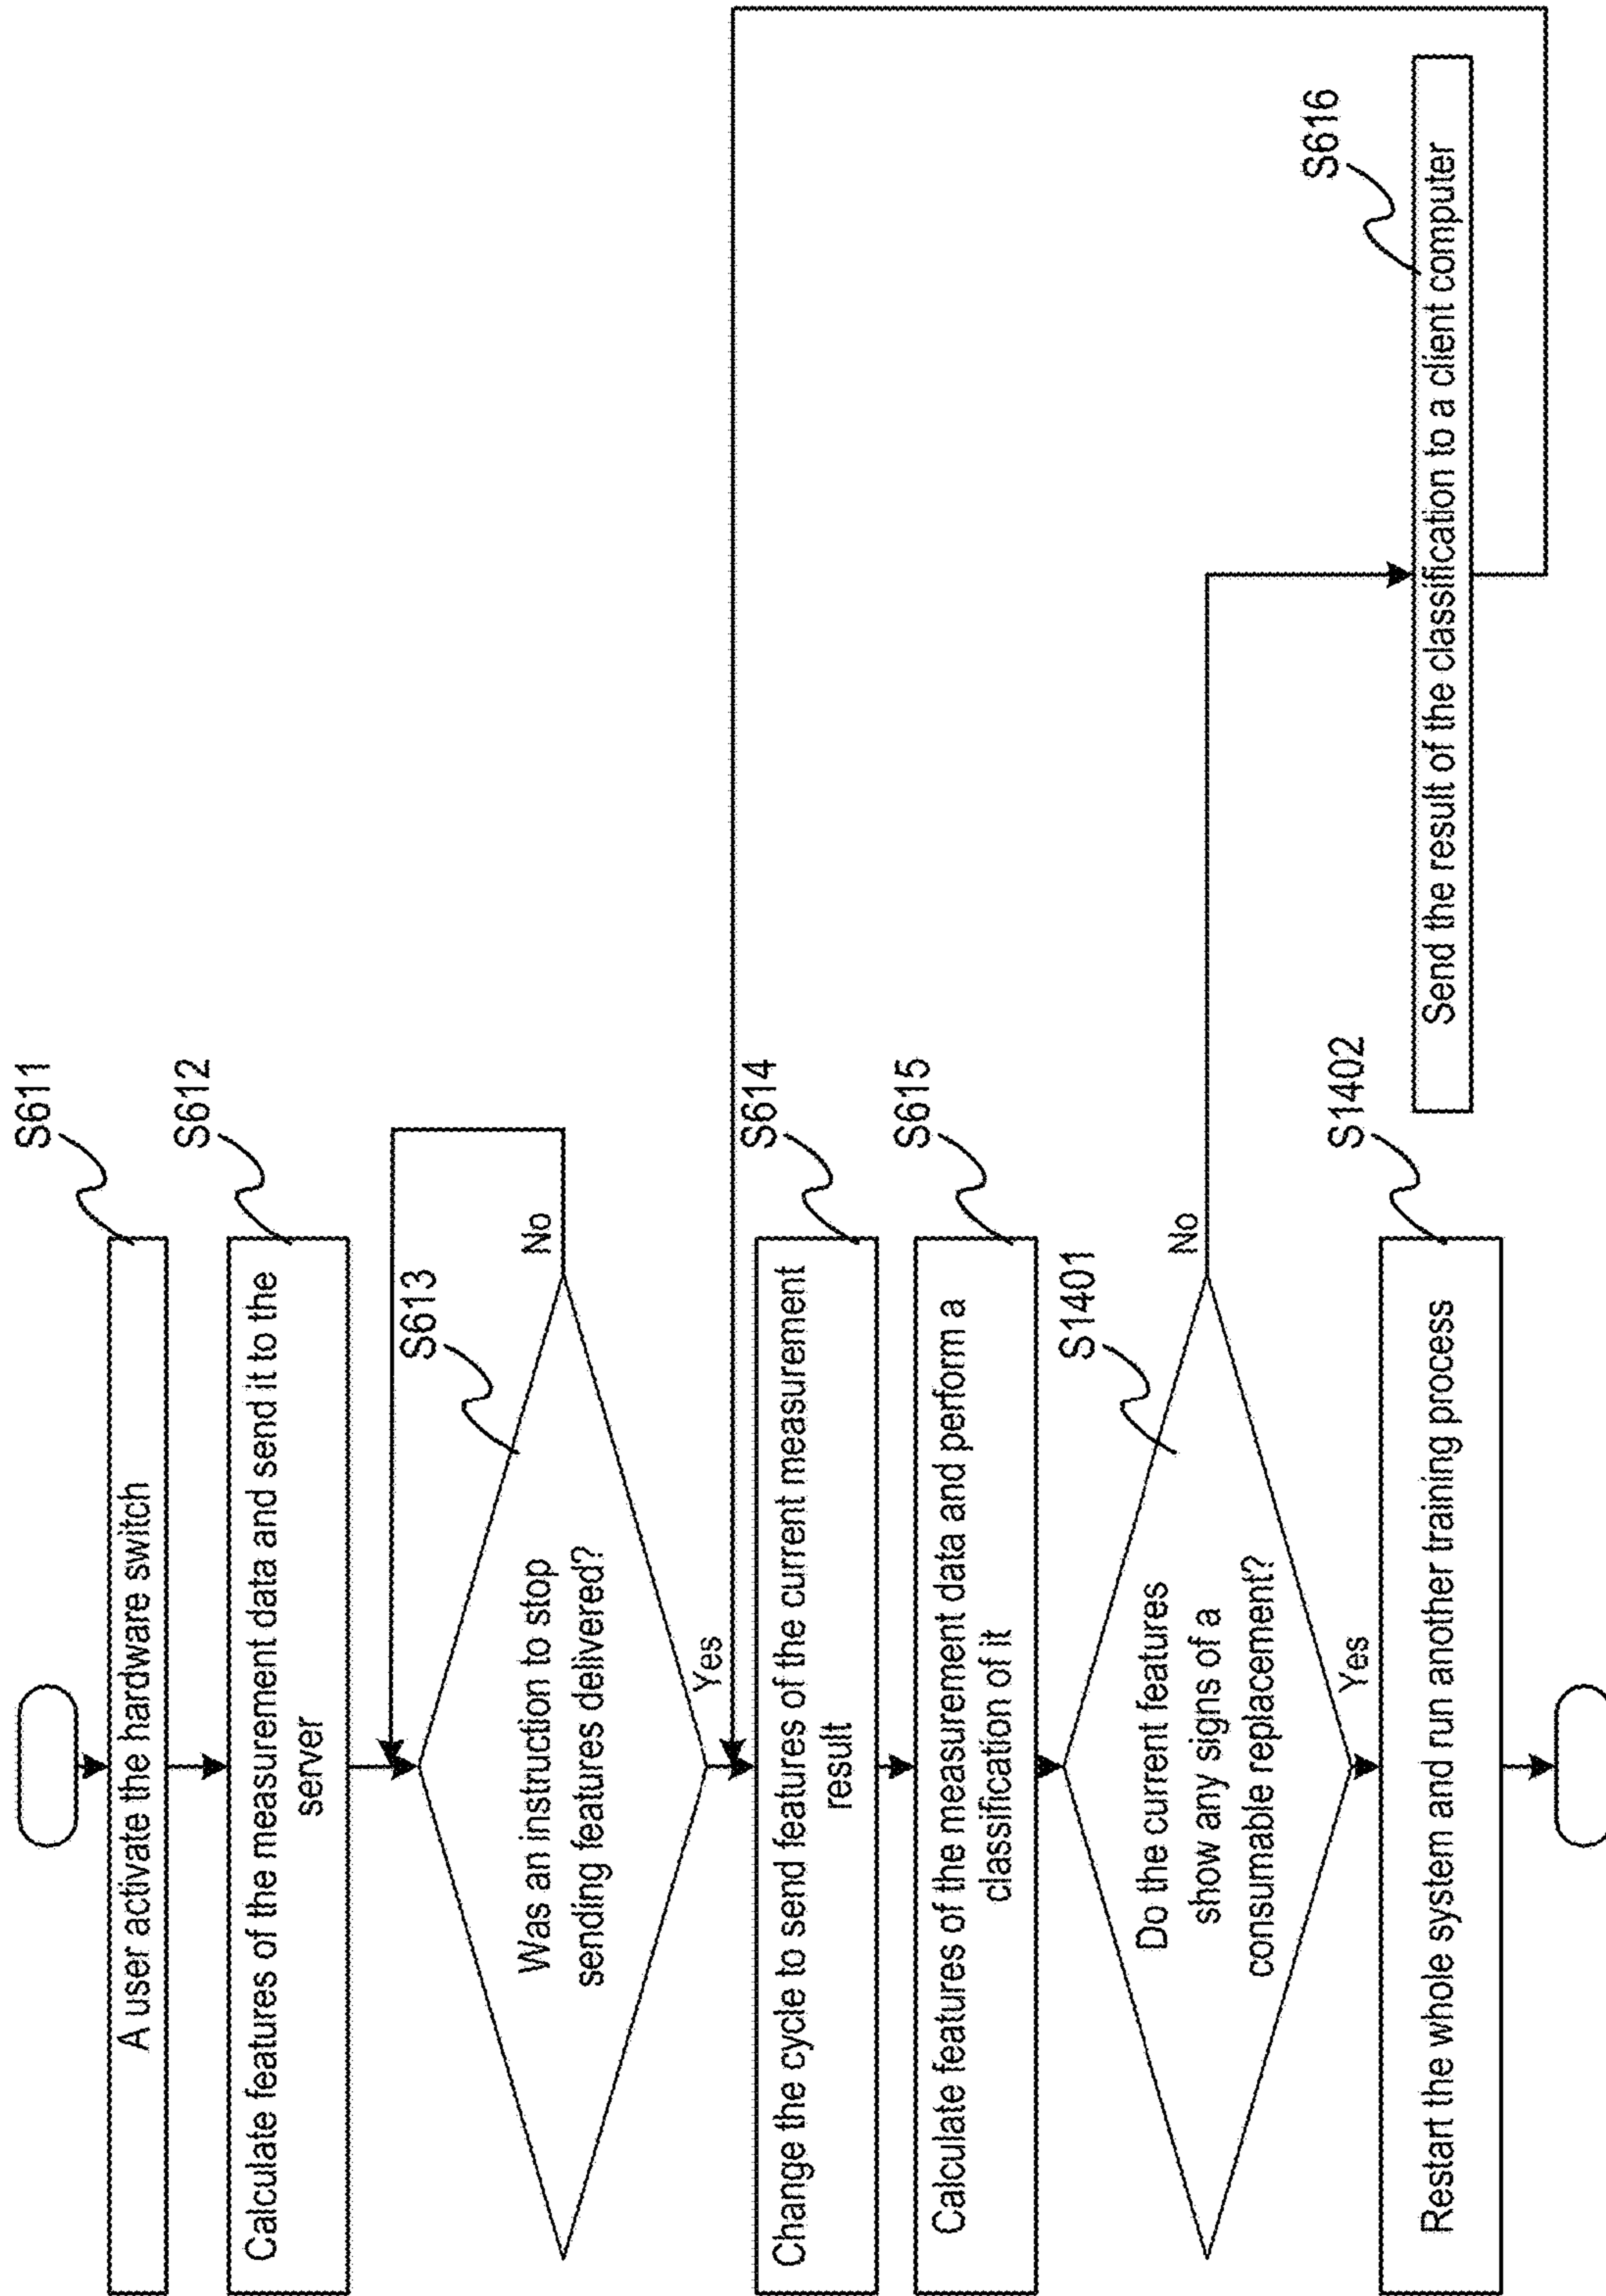 S611
A user activate the hardware switch
S612
Calculate features of the measurement data and send it to the
server
S613
Was an instruction to stop
sending features delivered?
No
Yes
S614
Change the cycle to send features of the current measurement
result
S615
Calculate features of the measurement data and perform a
classification of it
S1401
Do the current features
show any signs of a
consumable replacement?
No
Yes
S1402
Restart the whole system and run another training process
S616
Send the result of the classification to a client computer